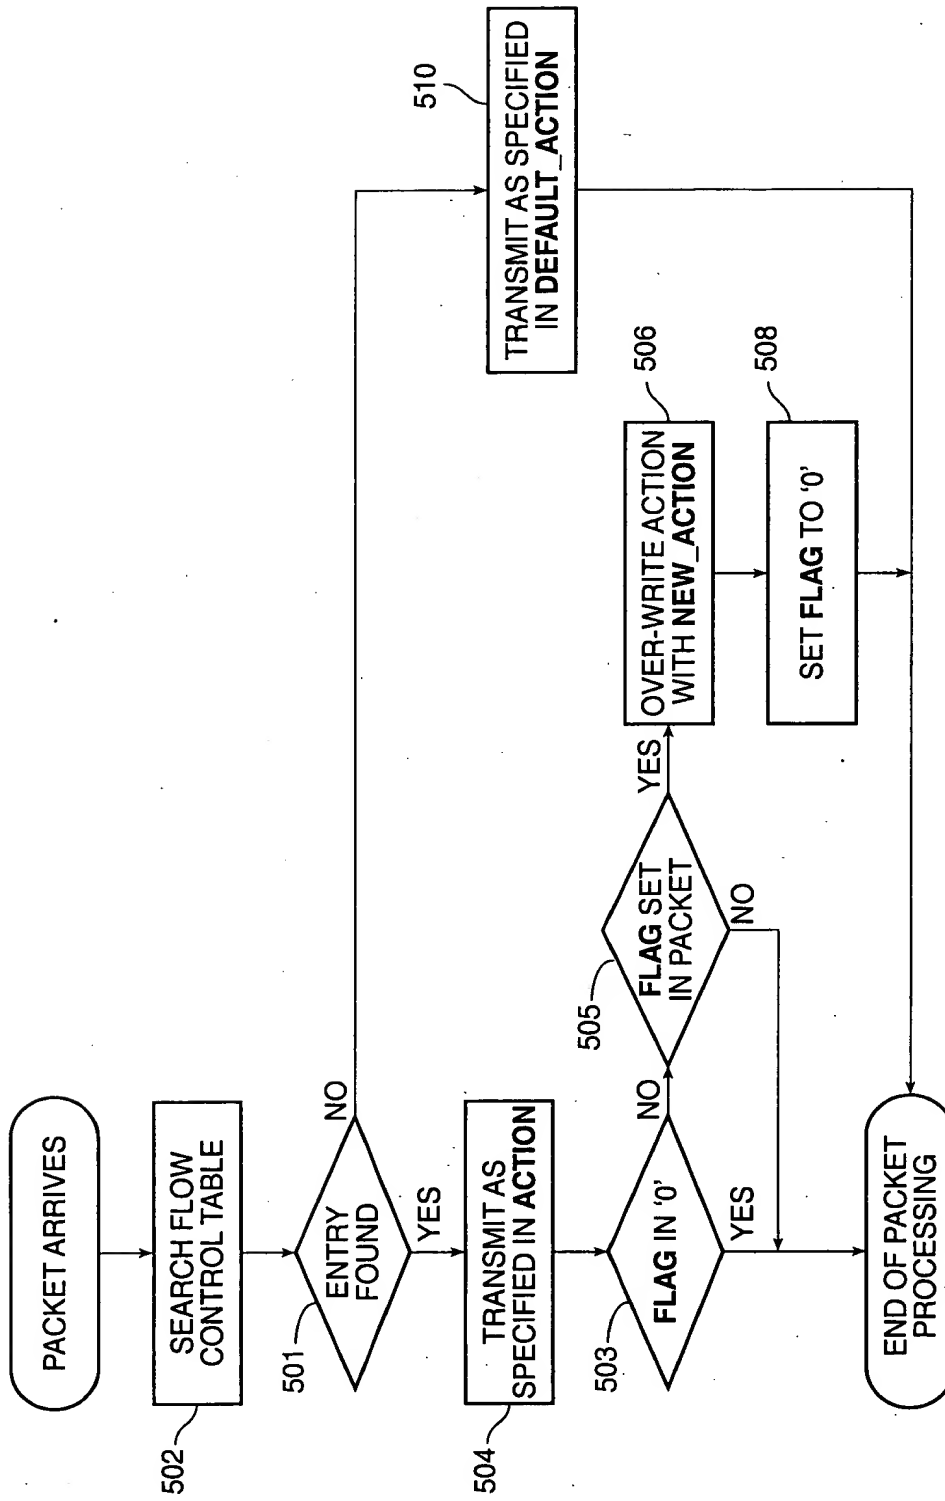 PACKET ARRIVES
SEARCH FLOW
CONTROL TABLE
502
501
ENTRY
FOUND
NO
YES
TRANSMIT AS
SPECIFIED IN ACTION
504
503
FLAG IN '0'
NO
YES
505
FLAG SET
IN PACKET
YES
NO
OVER-WRITE ACTION
WITH NEW_ACTION
506
SET FLAG TO '0'
508
TRANSMIT AS SPECIFIED
IN DEFAULT_ACTION
510
END OF PACKET
PROCESSING